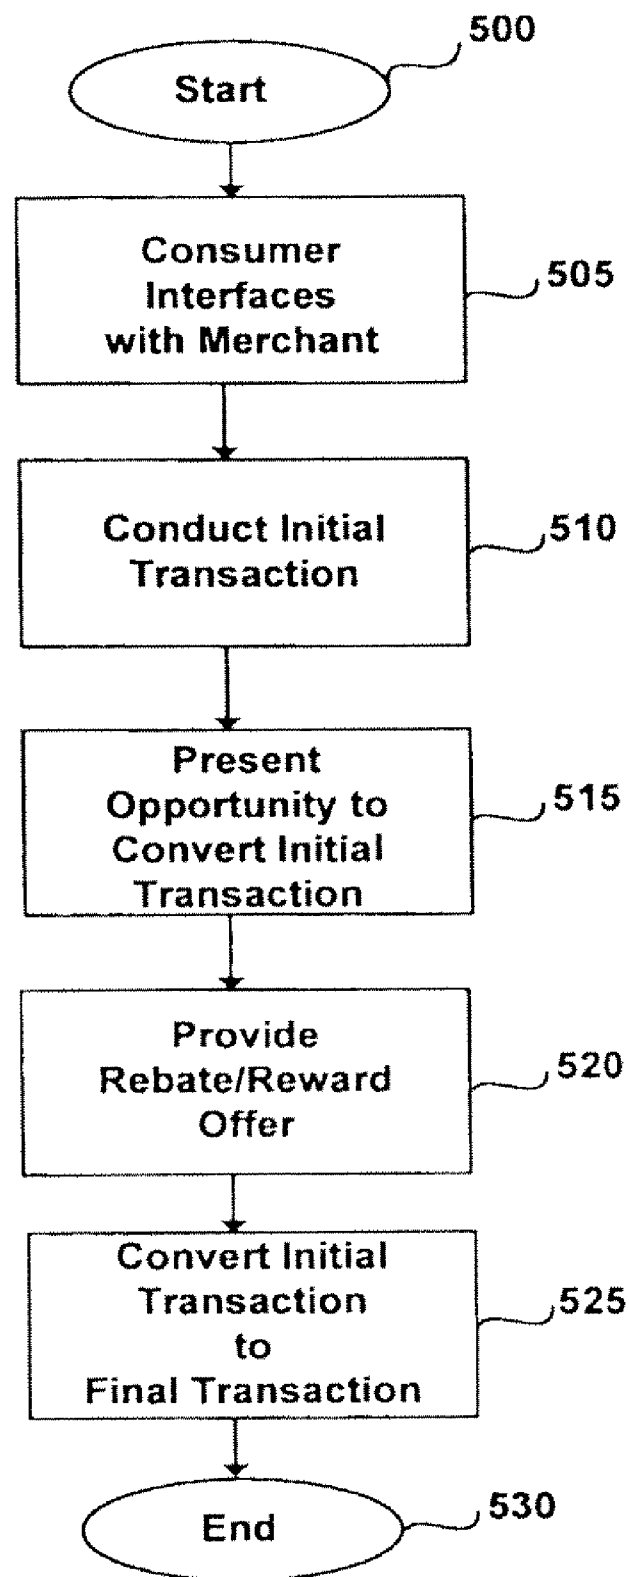 500
Start
Consumer
Interfaces
with Merchant
505
Conduct Initial
Transaction
510
Present
Opportunity to
Convert Initial
Transaction
515
Provide
Rebate/Reward
Offer
520
Convert Initial
Transaction
to
Final Transaction
525
End
530